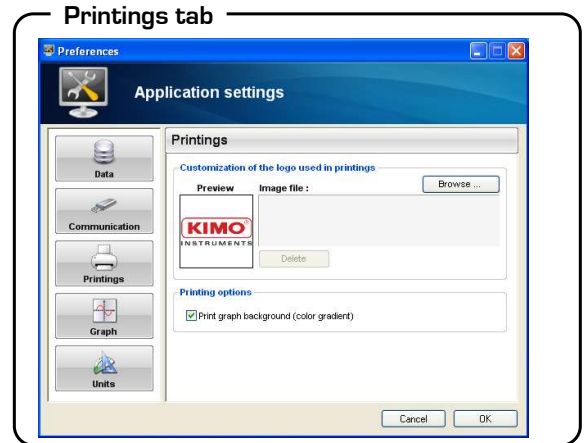 Printings tab
Preferences
Application settings
Data
Communication
Printings
Graph
Units
Printings
Customization of the logo used in printings
Preview Image file : Browse ...
KIMO®
INSTRUMENTS
Delete
Printing options
Print graph background (color gradient)
Cancel OK